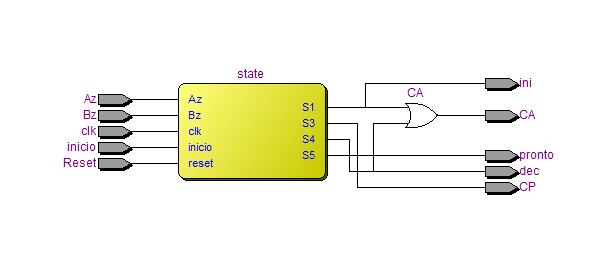 state
Az
Bz
clk
inicio
Reset
Az
Bz
clk
inicio
reset
S1
S3
S4
S5
CA
ini
CA
pronto
dec
CP